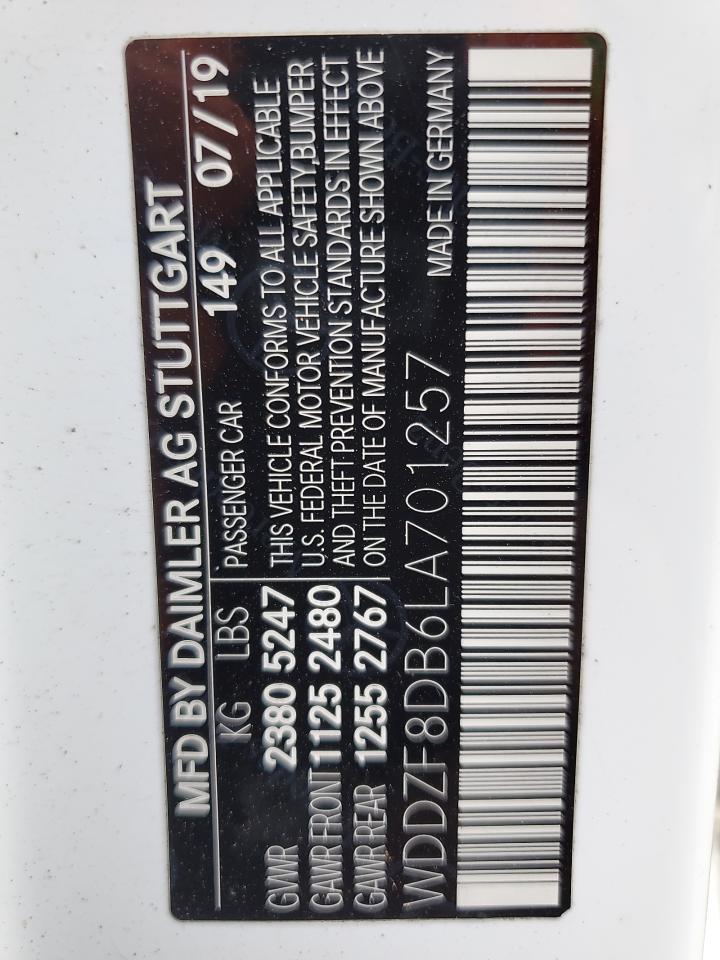 MFD BY DAIMLER AG STUTTGART
149 07/19
KG LBS PASSENGER CAR
GVWR 2380 5247
GAWR FRONT 1125 2480
GAWR REAR 1255 2767
THIS VEHICLE CONFORMS TO ALL APPLICABLE
U.S. FEDERAL MOTOR VEHICLE SAFETY,BUMPER
AND THEFT PREVENTION STANDARDS IN EFFECT
ON THE DATE OF MANUFACTURE SHOWN ABOVE
WDDZF8DB6LA701257
MADE IN GERMANY